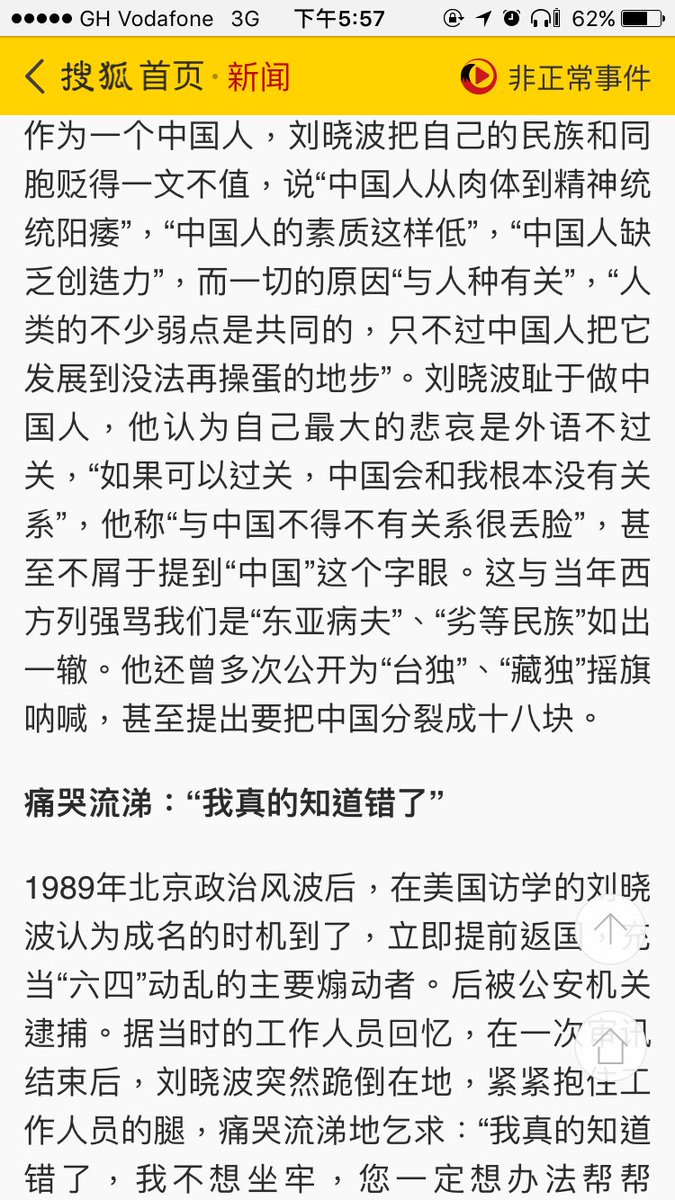 GH Vodafone 3G 下午5:57 62%
搜狐首页·新闻 非正常事件
作为一个中国人，刘晓波把自己的民族和同
胞贬得一文不值，说“中国人从肉体到精神统
统阳痿”，“中国人的素质这样低”，“中国人缺
乏创造力”，而一切的原因“与人种有关”，“人
类的不少弱点是共同的，只不过中国人把它
发展到没法再操蛋的地步”。刘晓波耻于做中
国人，他认为自己最大的悲哀是外语不过
关，“如果可以过关，中国会和我根本没有关
系”，他称“与中国不得不有关系很丢脸”，甚
至不屑于提到“中国”这个字眼。这与当年西
方列强骂我们是“东亚病夫”、“劣等民族”如出
一辙。他还曾多次公开为“台独”、“藏独”摇旗
呐喊，甚至提出要把中国分裂成十八块。
痛哭流涕：“我真的知道错了”
1989年北京政治风波后，在美国访学的刘晓
波认为成名的时机到了，立即提前返国，充
当“六四”动乱的主要煽动者。后被公安机关
逮捕。据当时的工作人员回忆，在一次审讯
结束后，刘晓波突然跪倒在地，紧紧抱住工
作人员的腿，痛哭流涕地乞求：“我真的知道
错了，我不想坐牢，您一定想办法帮帮